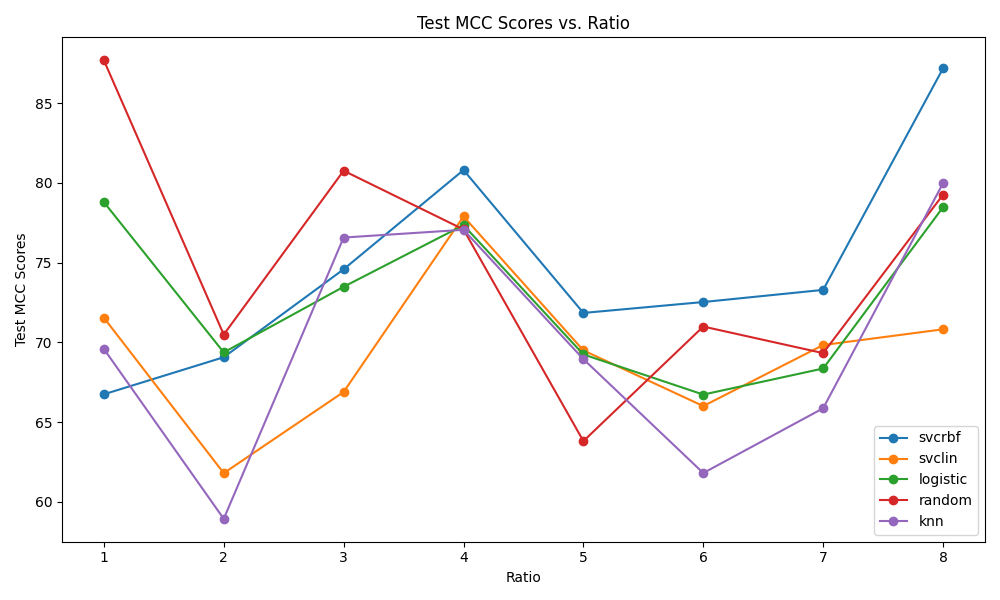 Test MCC Scores vs. Ratio
Test MCC Scores
85
80
75
70
65
60
1 2 3 4 5 6 7 8
Ratio
svcrbf
svclin
logistic
random
knn